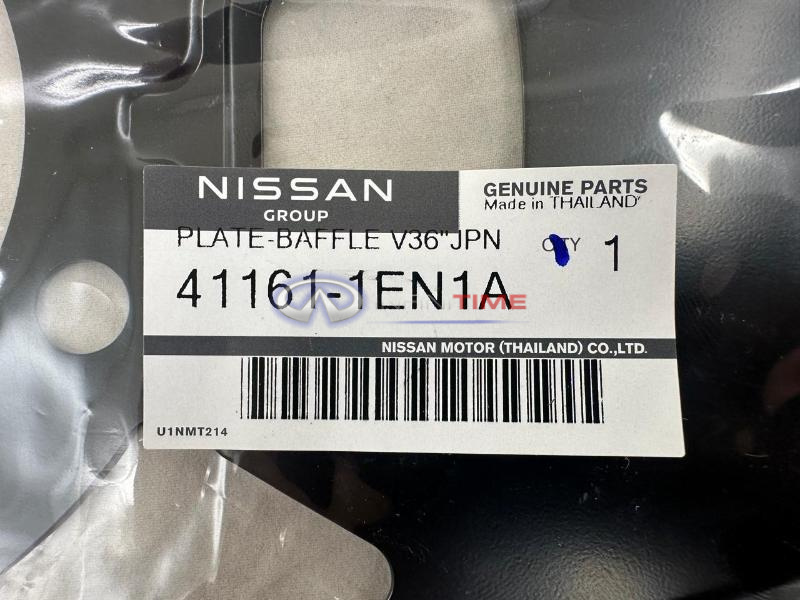 NISSAN
GROUP
GENUINE PARTS
Made in THAILAND
PLATE-BAFFLE V36"JPN
QTY 1
41161-1EN1A
TIME
NISSAN MOTOR (THAILAND) CO.,LTD.
U1NMT214